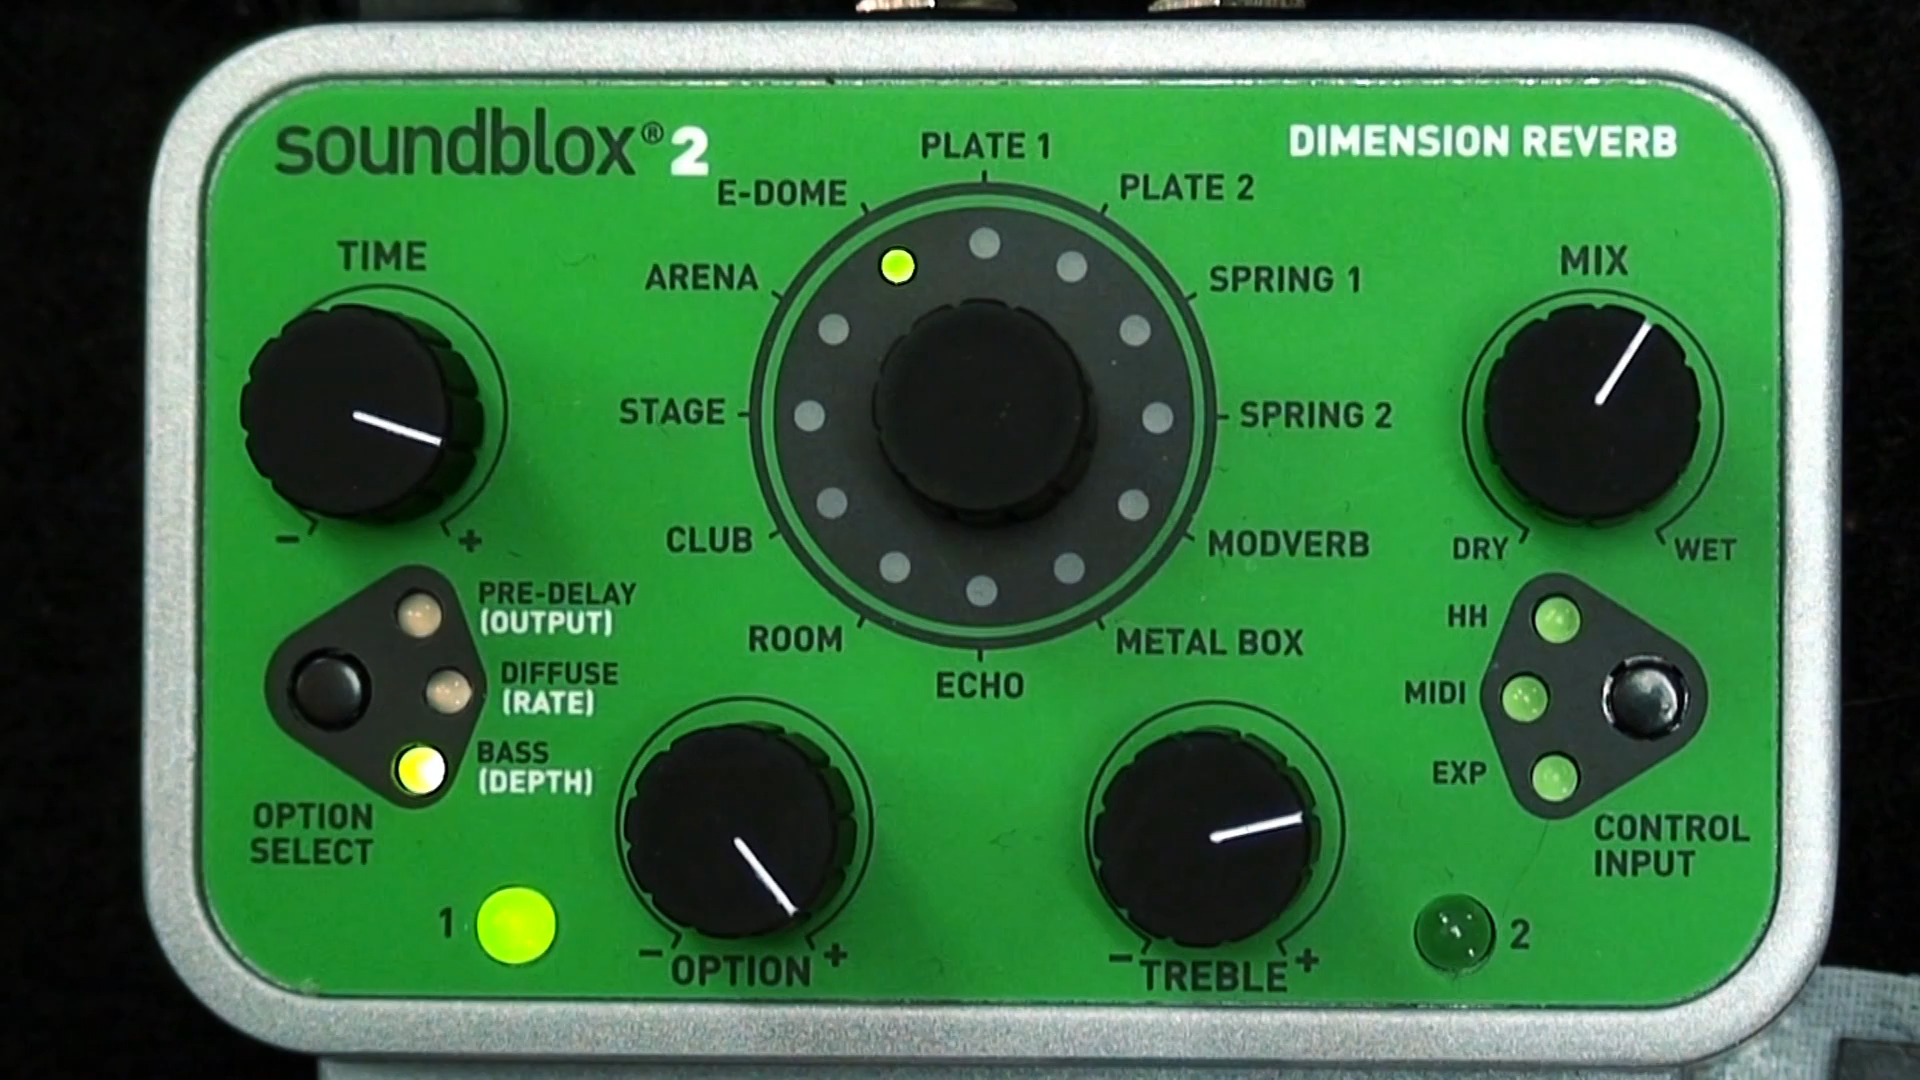 soundblox® 2
DIMENSION REVERB
PLATE 1
E-DOME
PLATE 2
TIME
ARENA
SPRING 1
MIX
STAGE
SPRING 2
CLUB
MODVERB
- +
DRY
WET
ROOM
METAL BOX
ECHO
PRE-DELAY
(OUTPUT)
DIFFUSE
(RATE)
BASS
(DEPTH)
OPTION
SELECT
HH
MIDI
EXP
CONTROL
INPUT
1
- OPTION +
- TREBLE +
2